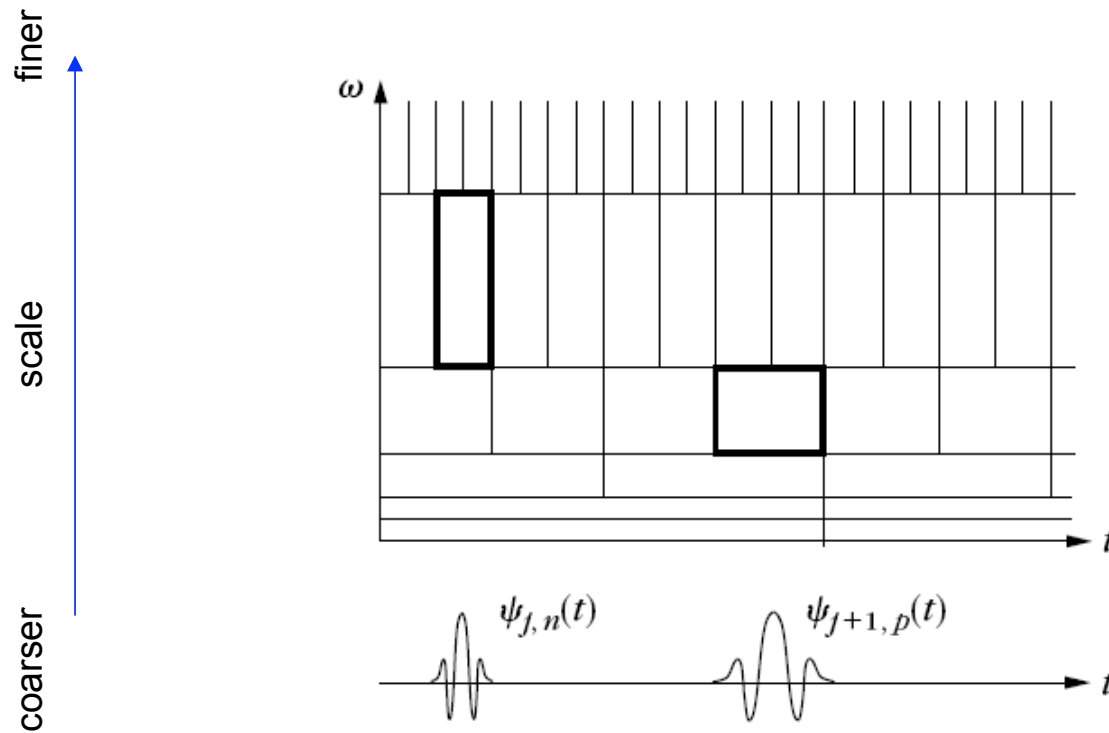 finer
scale
coarser
ω
t
ψj, n(t)
ψj+1, p(t)
t